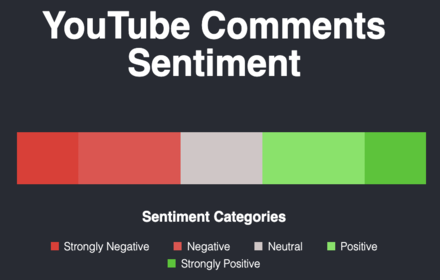 YouTube Comments
Sentiment
Sentiment Categories
Strongly Negative Negative Neutral Positive
Strongly Positive